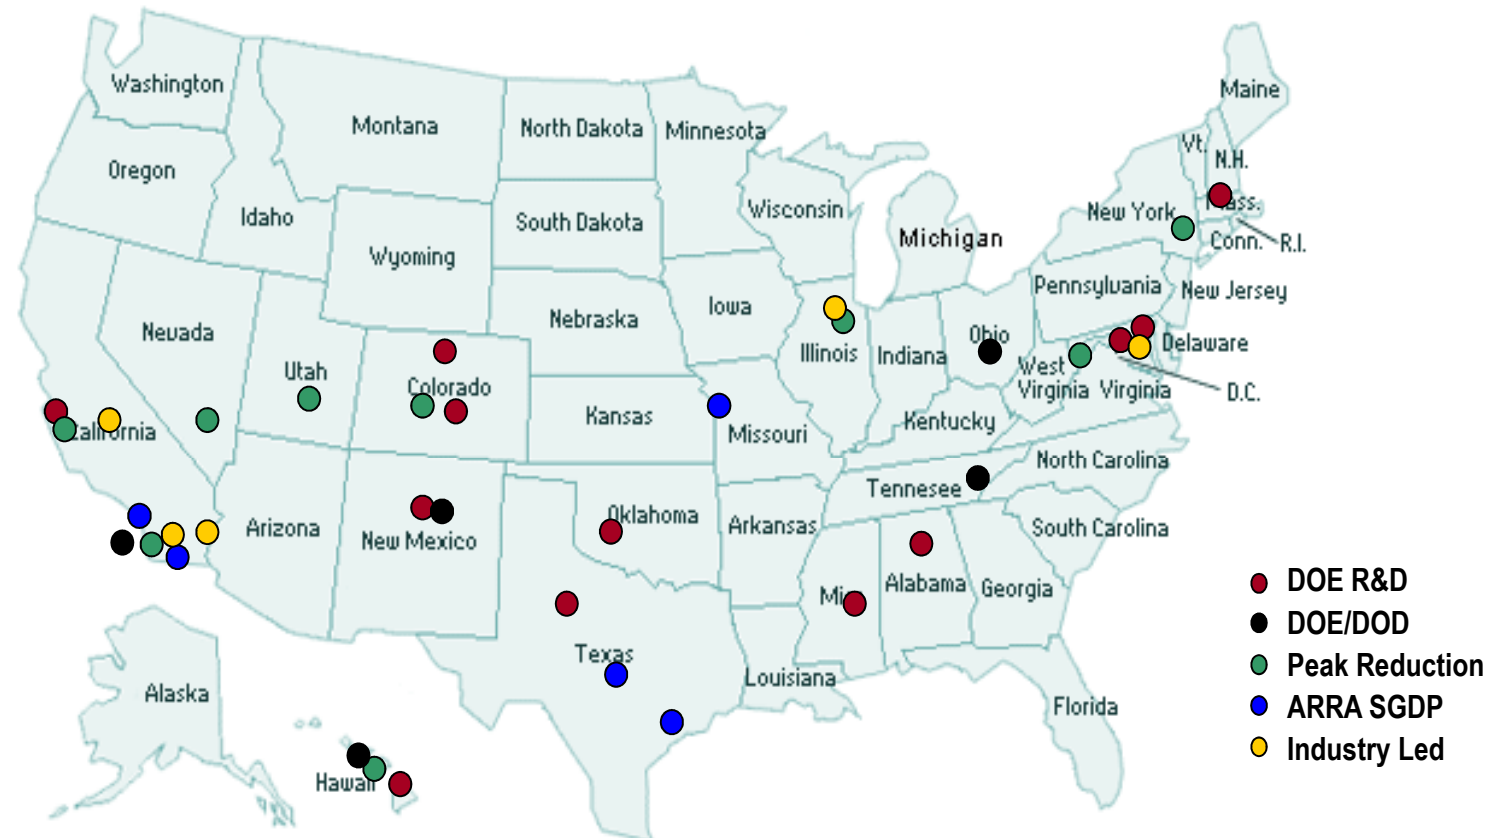 Washington
Montana
North Dakota
Minnesota
Maine
Vt.
N.H.
Oregon
Idaho
South Dakota
Wisconsin
New York
Mass.
Michigan
Conn.
R.I.
Wyoming
Nebraska
Iowa
Pennsylvania
New Jersey
Nevada
Utah
Colorado
Illinois
Indiana
Ohio
West
Virginia
Virginia
Delaware
D.C.
California
Kansas
Missouri
Kentucky
North Carolina
Tennessee
Arizona
New Mexico
Oklahoma
Arkansas
South Carolina
Alabama
Georgia
Texas
Louisiana
Florida
Alaska
Hawaii
DOE R&D
DOE/DOD
Peak Reduction
ARRA SGDP
Industry Led